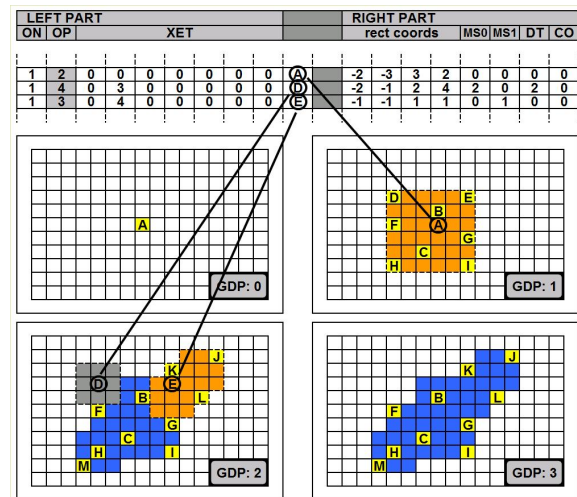 LEFT PART RIGHT PART
ON OP XET rect coords MS0 MS1 DT CO
1 2 0 0 0 0 0 0 0 0 A -2 -3 3 2 0 0 0 0
1 4 0 3 0 0 0 0 0 0 D -2 -1 2 4 2 0 2 0
1 3 0 4 0 0 0 0 0 0 E -1 -1 1 1 0 1 0 0
A
GDP: 0
D E
B
F A
G
C
H I
GDP: 1
J
K
D E
B L
F
G
C
H I
M
GDP: 2
J
K
B L
F
G
C
H I
M
GDP: 3